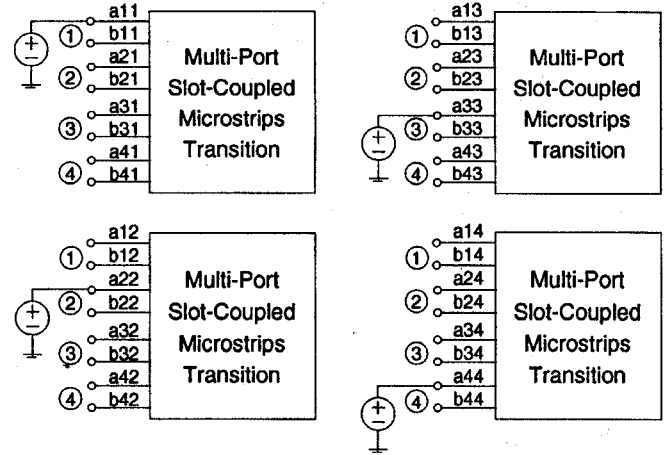 a11
① b11
a21
② b21
a31
③ b31
a41
④ b41
Multi-Port
Slot-Coupled
Microstrips
Transition
+
−
a13
① b13
a23
② b23
a33
③ b33
a43
④ b43
Multi-Port
Slot-Coupled
Microstrips
Transition
+
−
a12
① b12
a22
② b22
a32
③ b32
a42
④ b42
Multi-Port
Slot-Coupled
Microstrips
Transition
+
−
a14
① b14
a24
② b24
a34
③ b34
a44
④ b44
Multi-Port
Slot-Coupled
Microstrips
Transition
+
−